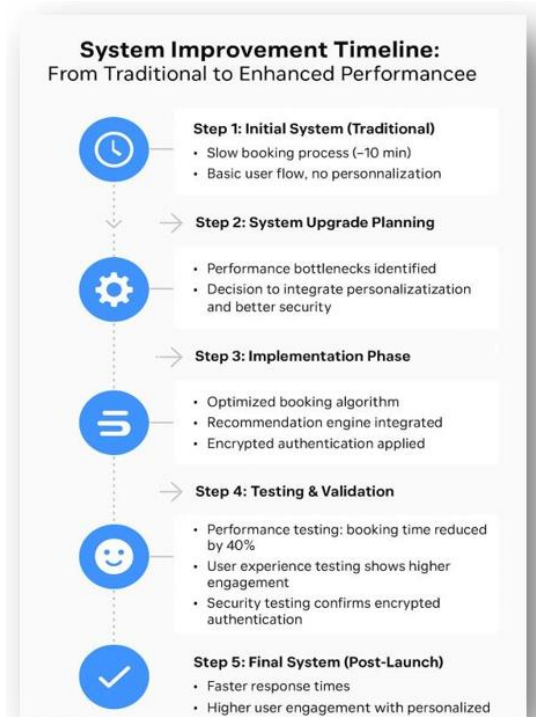 System Improvement Timeline:
From Traditional to Enhanced Performancee
Step 1: Initial System (Traditional)
• Slow booking process (~10 min)
• Basic user flow, no personnalization
Step 2: System Upgrade Planning
• Performance bottlenecks identified
• Decision to integrate personalizatization
and better security
Step 3: Implementation Phase
• Optimized booking algorithm
• Recommendation engine integrated
• Encrypted authentication applied
Step 4: Testing & Validation
• Performance testing: booking time reduced
by 40%
• User experience testing shows higher
engagement
• Security testing confirms encrypted
authentication
Step 5: Final System (Post-Launch)
• Faster response times
• Higher user engagement with personalized